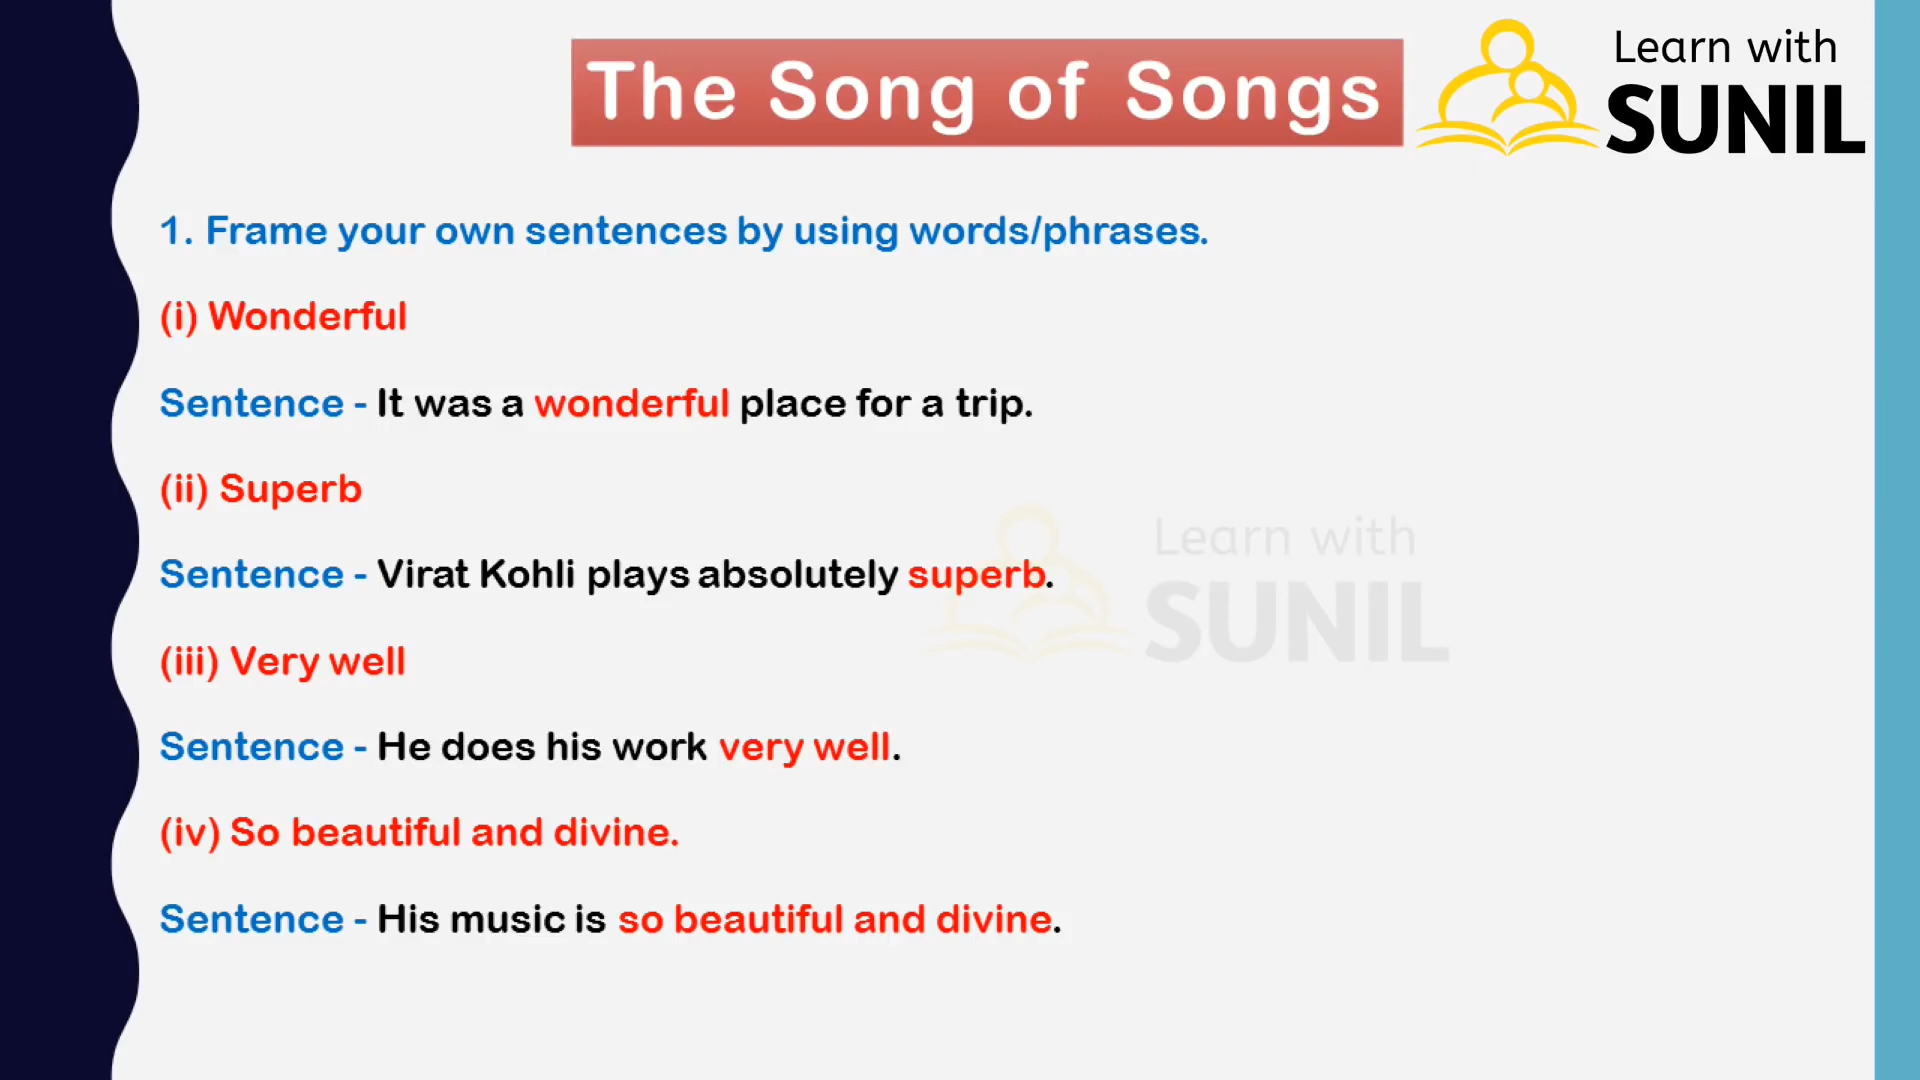 The Song of Songs
Learn with
SUNIL
1. Frame your own sentences by using words/phrases.
(i) Wonderful
Sentence - It was a wonderful place for a trip.
(ii) Superb
Sentence - Virat Kohli plays absolutely superb.
(iii) Very well
Sentence - He does his work very well.
(iv) So beautiful and divine.
Sentence - His music is so beautiful and divine.
Learn with
SUNIL